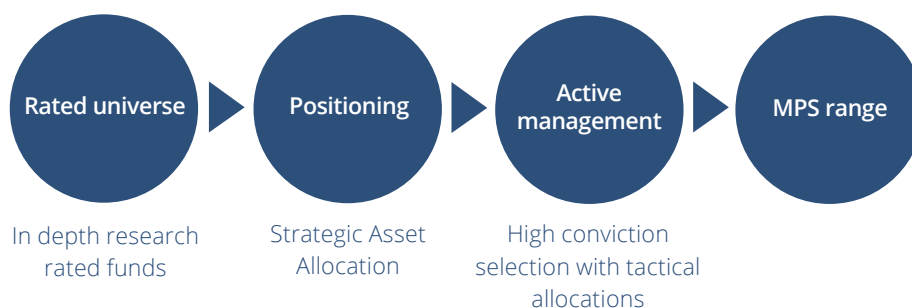 Rated universe
Positioning
Active
management
MPS range
In depth research
rated funds
Strategic Asset
Allocation
High conviction
selection with tactical
allocations